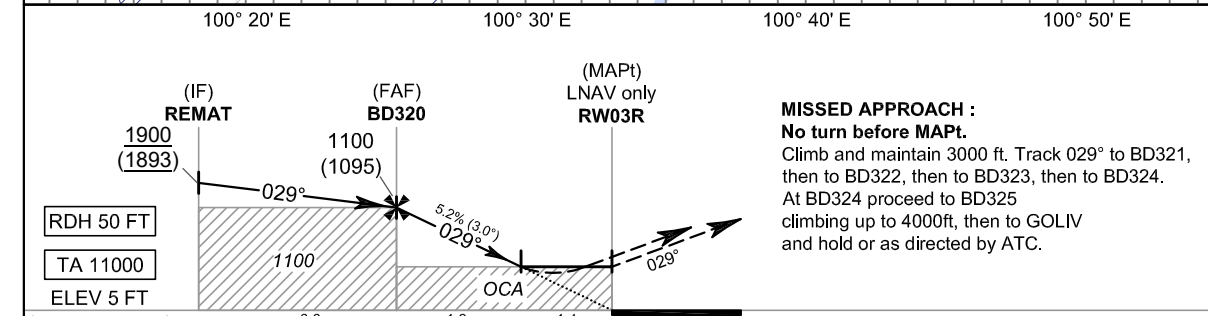 100° 20' E
100° 30' E
100° 40' E
100° 50' E
(IF)
REMAT
1900
(1893)
(FAF)
BD320
1100
(1095)
(MAPt)
LNAV only
RW03R
029°
5.2% (3.0°)
029°
029°
RDH 50 FT
TA 11000
ELEV 5 FT
1100
OCA
MISSED APPROACH :
No turn before MAPt.
Climb and maintain 3000 ft. Track 029° to BD321,
then to BD322, then to BD323, then to BD324.
At BD324 proceed to BD325
climbing up to 4000ft, then to GOLIV
and hold or as directed by ATC.